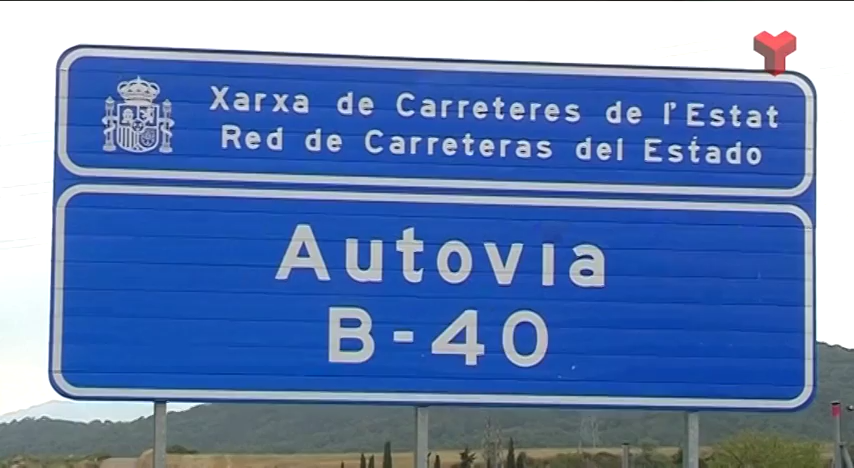 Xarxa de Carreteres de l'Estat
Red de Carreteras del Estado
Autovia
B-40